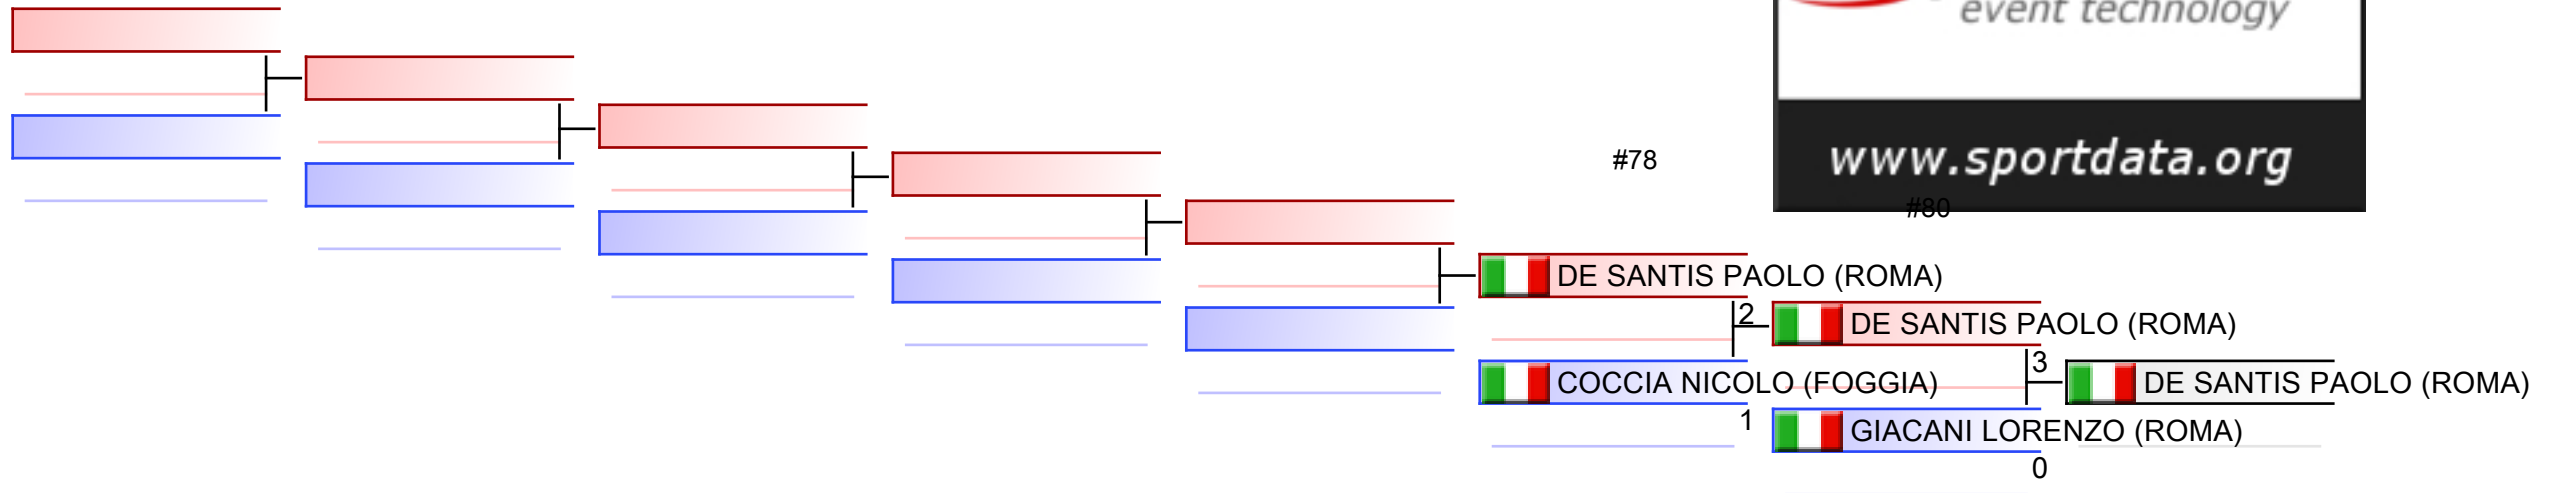 event technology
#78
www.sportdata.org
#80
DE SANTIS PAOLO (ROMA)
2
DE SANTIS PAOLO (ROMA)
3
COCCIA NICOLO (FOGGIA)
DE SANTIS PAOLO (ROMA)
1
GIACANI LORENZO (ROMA)
0